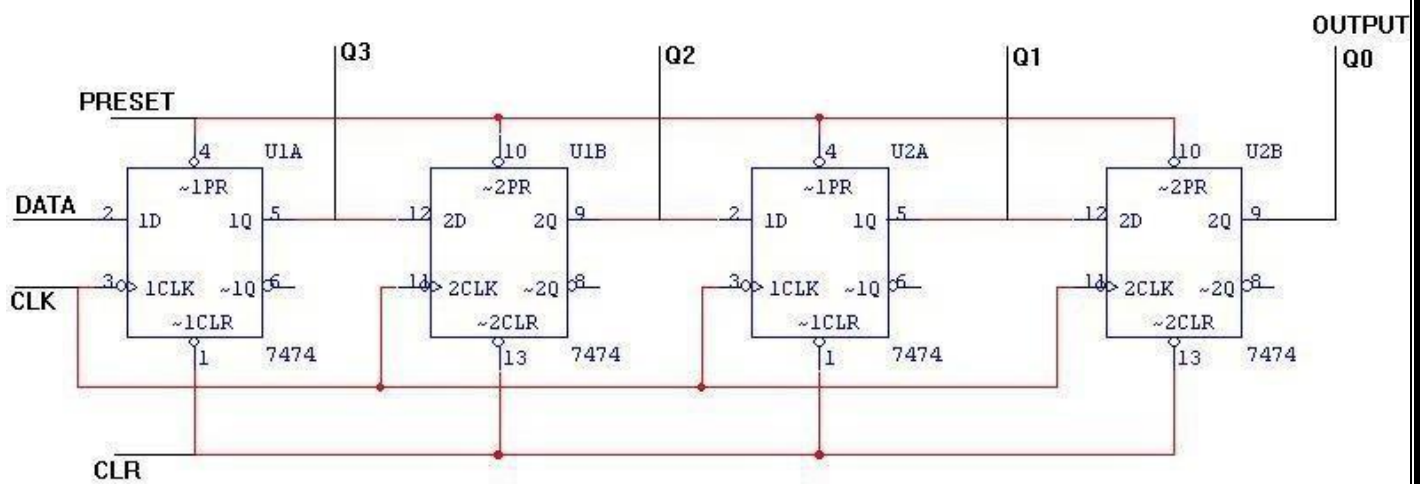 OUTPUT
Q3 Q2 Q1 Q0
PRESET
4 U1A 10 U1B 4 U2A 10 U2B
~1PR ~2PR ~1PR ~2PR
DATA 2 1D 1Q 5 12 2D 2Q 9 2 1D 1Q 5 12 2D 2Q 9
CLK 3 1CLK ~1Q 6 11 2CLK ~2Q 8 3 1CLK ~1Q 6 11 2CLK ~2Q 8
~1CLR ~2CLR ~1CLR ~2CLR
1 7474 13 7474 1 7474 13 7474
CLR